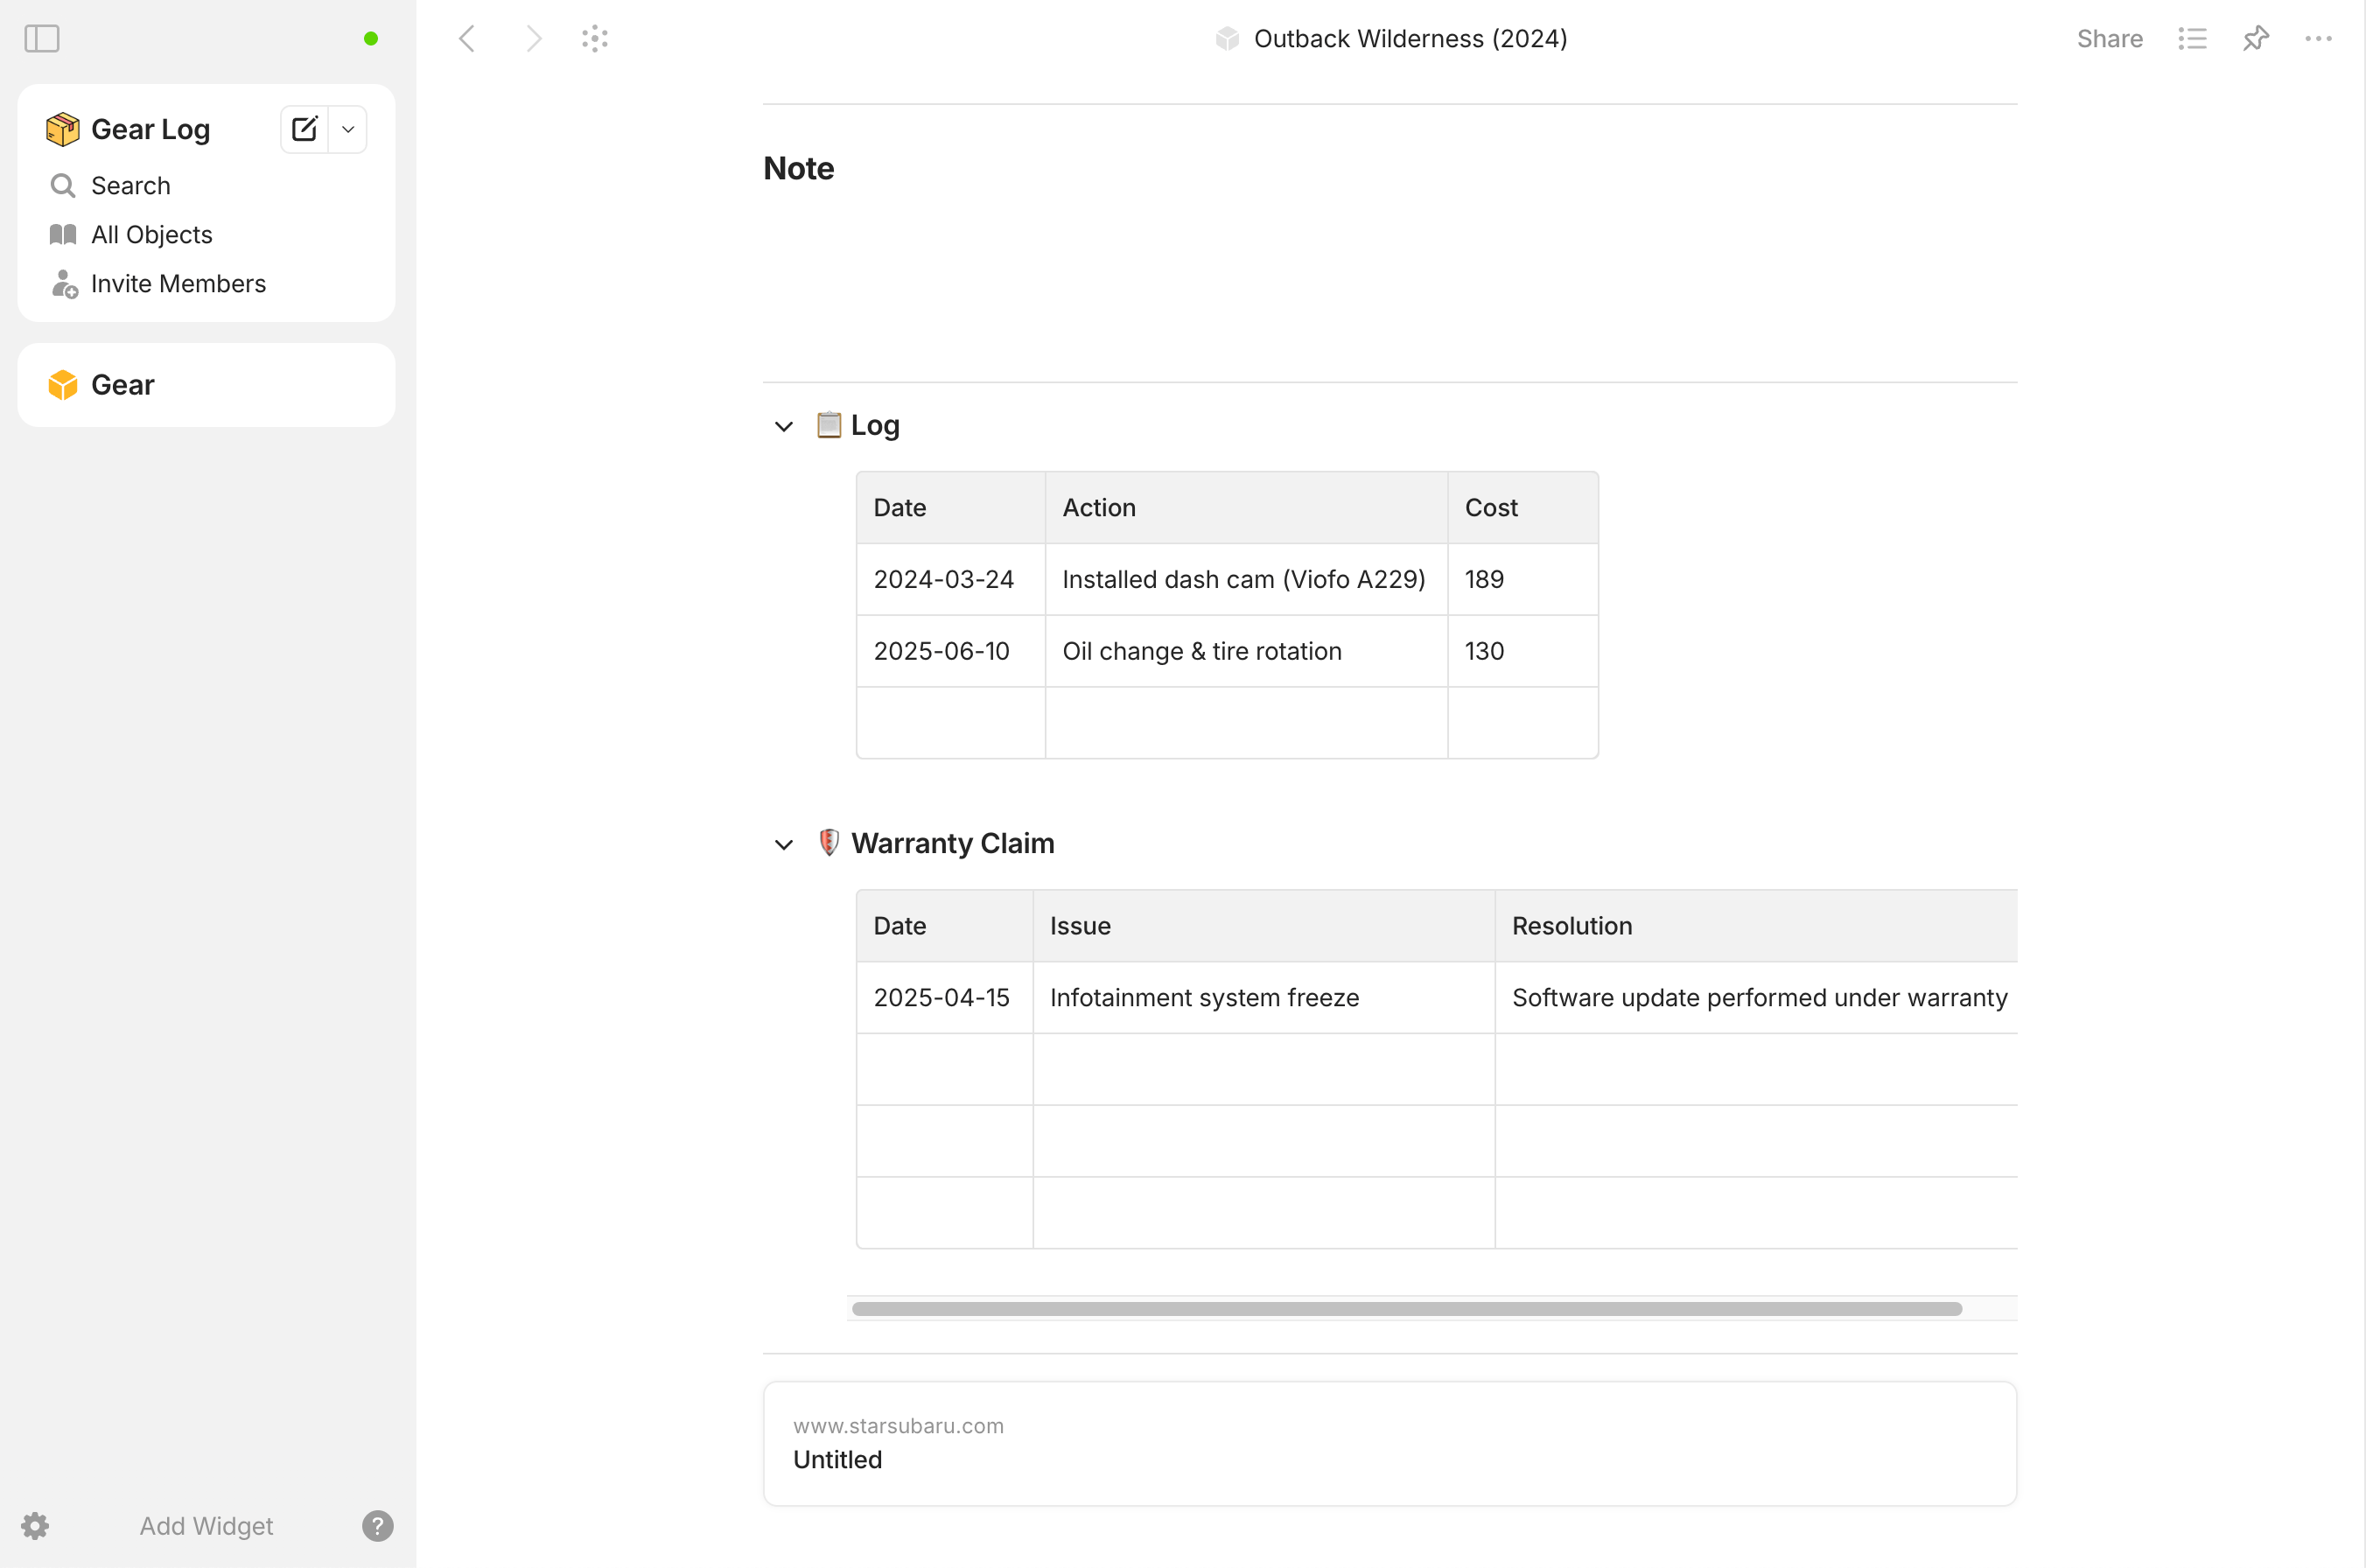 Outback Wilderness (2024)
Share
Gear Log
Search
All Objects
Invite Members
Gear
Add Widget
?
Note
Log
Date Action Cost
2024-03-24 Installed dash cam (Viofo A229) 189
2025-06-10 Oil change & tire rotation 130
Warranty Claim
Date Issue Resolution
2025-04-15 Infotainment system freeze Software update performed under warranty
www.starsubaru.com
Untitled